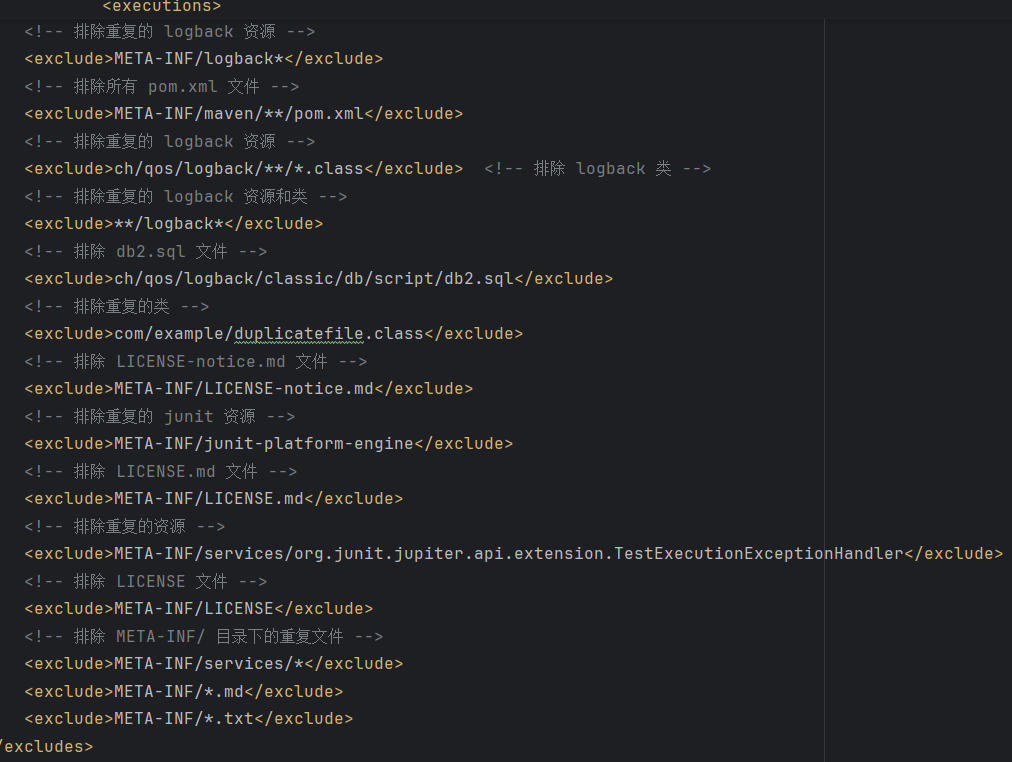 <executions>
<!-- 排除重复的 logback 资源 -->
<exclude>META-INF/logback*</exclude>
<!-- 排除所有 pom.xml 文件 -->
<exclude>META-INF/maven/**/pom.xml</exclude>
<!-- 排除重复的 logback 资源 -->
<exclude>ch/qos/logback/**/*.class</exclude>  <!-- 排除 logback 类 -->
<!-- 排除重复的 logback 资源和类 -->
<exclude>**/logback*</exclude>
<!-- 排除 db2.sql 文件 -->
<exclude>ch/qos/logback/classic/db/script/db2.sql</exclude>
<!-- 排除重复的类 -->
<exclude>com/example/duplicatefile.class</exclude>
<!-- 排除 LICENSE-notice.md 文件 -->
<exclude>META-INF/LICENSE-notice.md</exclude>
<!-- 排除重复的 junit 资源 -->
<exclude>META-INF/junit-platform-engine</exclude>
<!-- 排除 LICENSE.md 文件 -->
<exclude>META-INF/LICENSE.md</exclude>
<!-- 排除重复的资源 -->
<exclude>META-INF/services/org.junit.jupiter.api.extension.TestExecutionExceptionHandler</exclude>
<!-- 排除 LICENSE 文件 -->
<exclude>META-INF/LICENSE</exclude>
<!-- 排除 META-INF/ 目录下的重复文件 -->
<exclude>META-INF/services/*</exclude>
<exclude>META-INF/*.md</exclude>
<exclude>META-INF/*.txt</exclude>
/excludes>